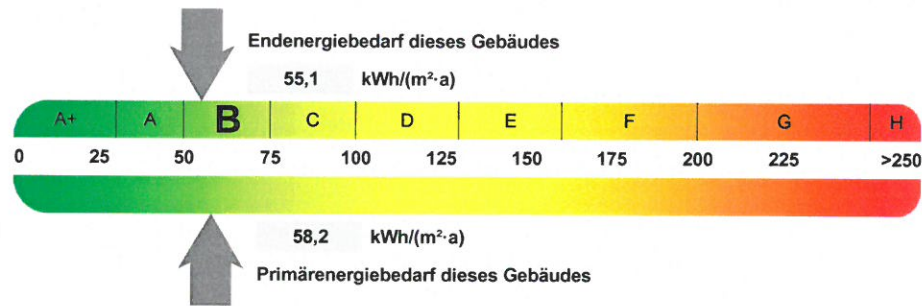 Endenergiebedarf dieses Gebäudes
55,1 kWh/(m²·a)
A+ A B C D E F G H
0 25 50 75 100 125 150 175 200 225 >250
58,2 kWh/(m²·a)
Primärenergiebedarf dieses Gebäudes